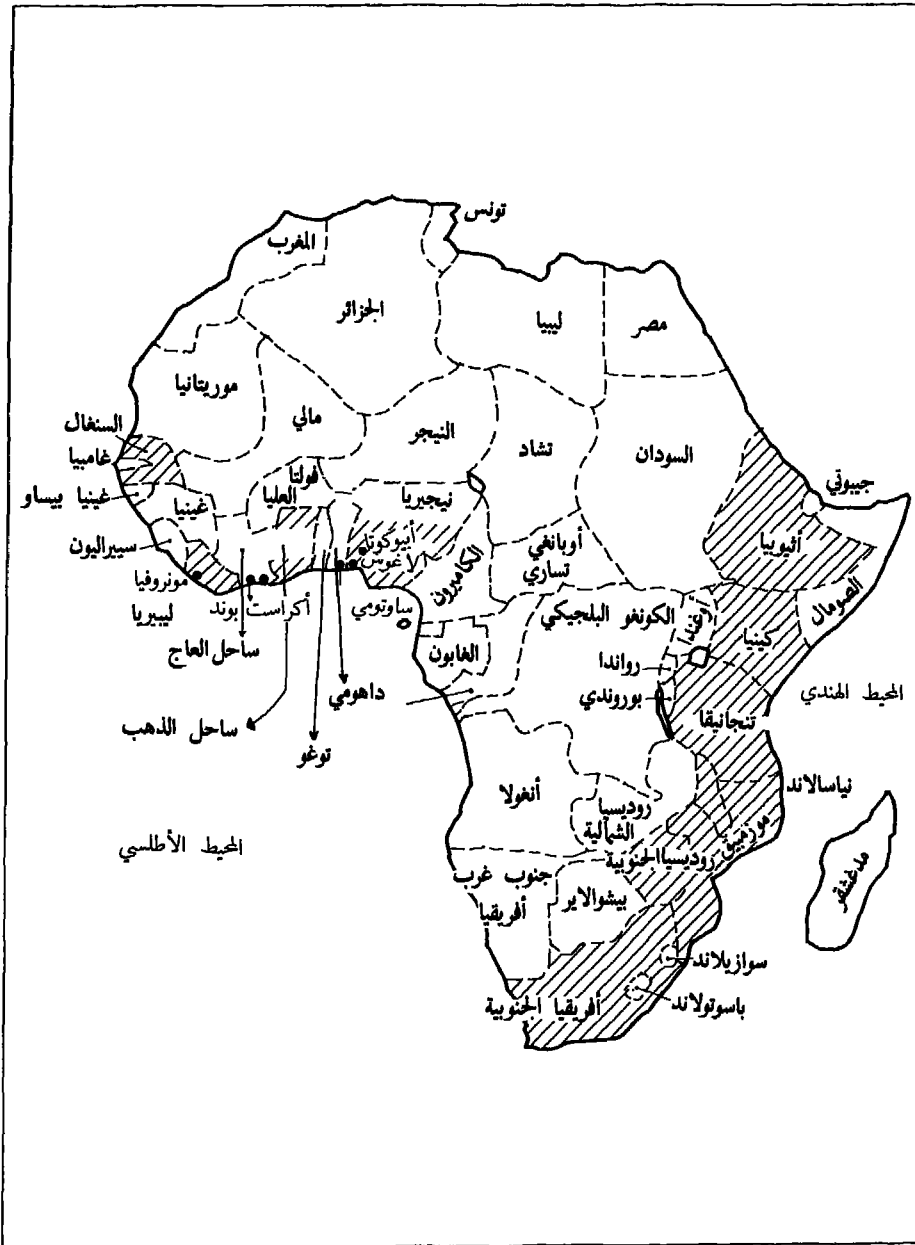 تونس
المغرب
الجزائر
ليبيا
مصر
موريتانيا
مالي
النيجر
تشاد
السودان
السنغال
غامبيا
غينيا بيساو
غينيا
سييراليون
مونروفيا
ليبيريا
فولتا
العليا
نيجيريا
أبيوكوتا
لاغوس
جيبوتي
أثيوبيا
الصومال
أوبانغي
تساري
الكاميرون
أكراست بوند
ساوتومي
ساحل العاج
ساحل الذهب
توغو
داهومي
الغابون
الكونغو البلجيكي
أوغندا
كينيا
رواندا
بوروندي
المحيط الهندي
تنجانيقا
نياسالاند
أنغولا
روديسيا
الشمالية
روديسيا الجنوبية
موزمبيق
مدغشقر
المحيط الأطلسي
جنوب غرب
أفريقيا
بيشوالاير
سوازيلاند
باسوتولاند
أفريقيا الجنوبية